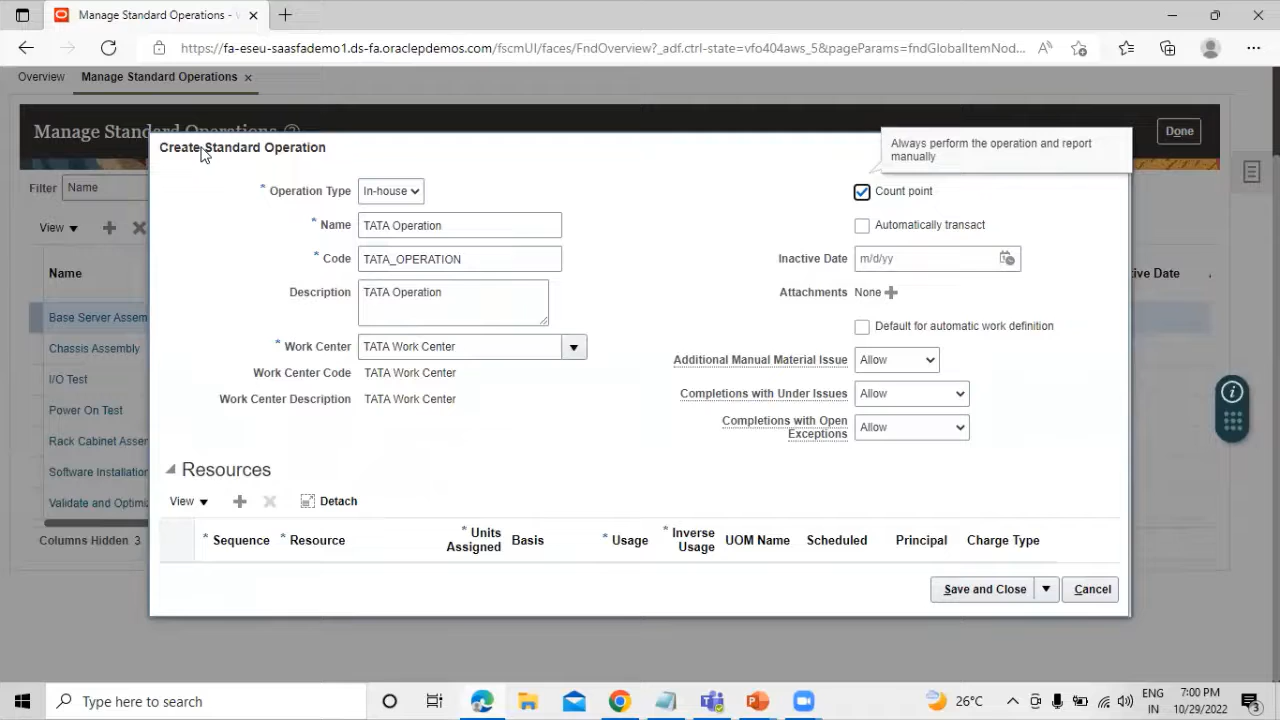 Manage Standard Operations - V
https://fa-eseu-saasfademo1.ds-fa.oraclepdemos.com/fscmUI/faces/FndOverview?_adf.ctrl-state=vfo404aws_5&pageParams=fndGlobalItemNod...
Overview
Manage Standard Operations
Manage Standard Operations
Done
Create Standard Operation
Always perform the operation and report
manually
Filter Name
* Operation Type In-house
Count point
View
* Name TATA Operation
Automatically transact
* Code TATA_OPERATION
Inactive Date m/d/yy
Name
Description TATA Operation
Attachments None
ive Date
Base Server Assem
Default for automatic work definition
Chassis Assembly
* Work Center TATA Work Center
Additional Manual Material Issue Allow
I/O Test
Work Center Code TATA Work Center
Completions with Under Issues Allow
Work Center Description TATA Work Center
Power On Test
Completions with Open
Exceptions
Allow
Rack Cabinet Asser
Software Installation
Validate and Optimi
Columns Hidden 3
Resources
View
Detach
* Sequence * Resource * Units
Assigned Basis * Usage * Inverse
Usage UOM Name Scheduled Principal Charge Type
Save and Close
Cancel
Type here to search
26°C
ENG
IN
7:00 PM
10/29/2022
3